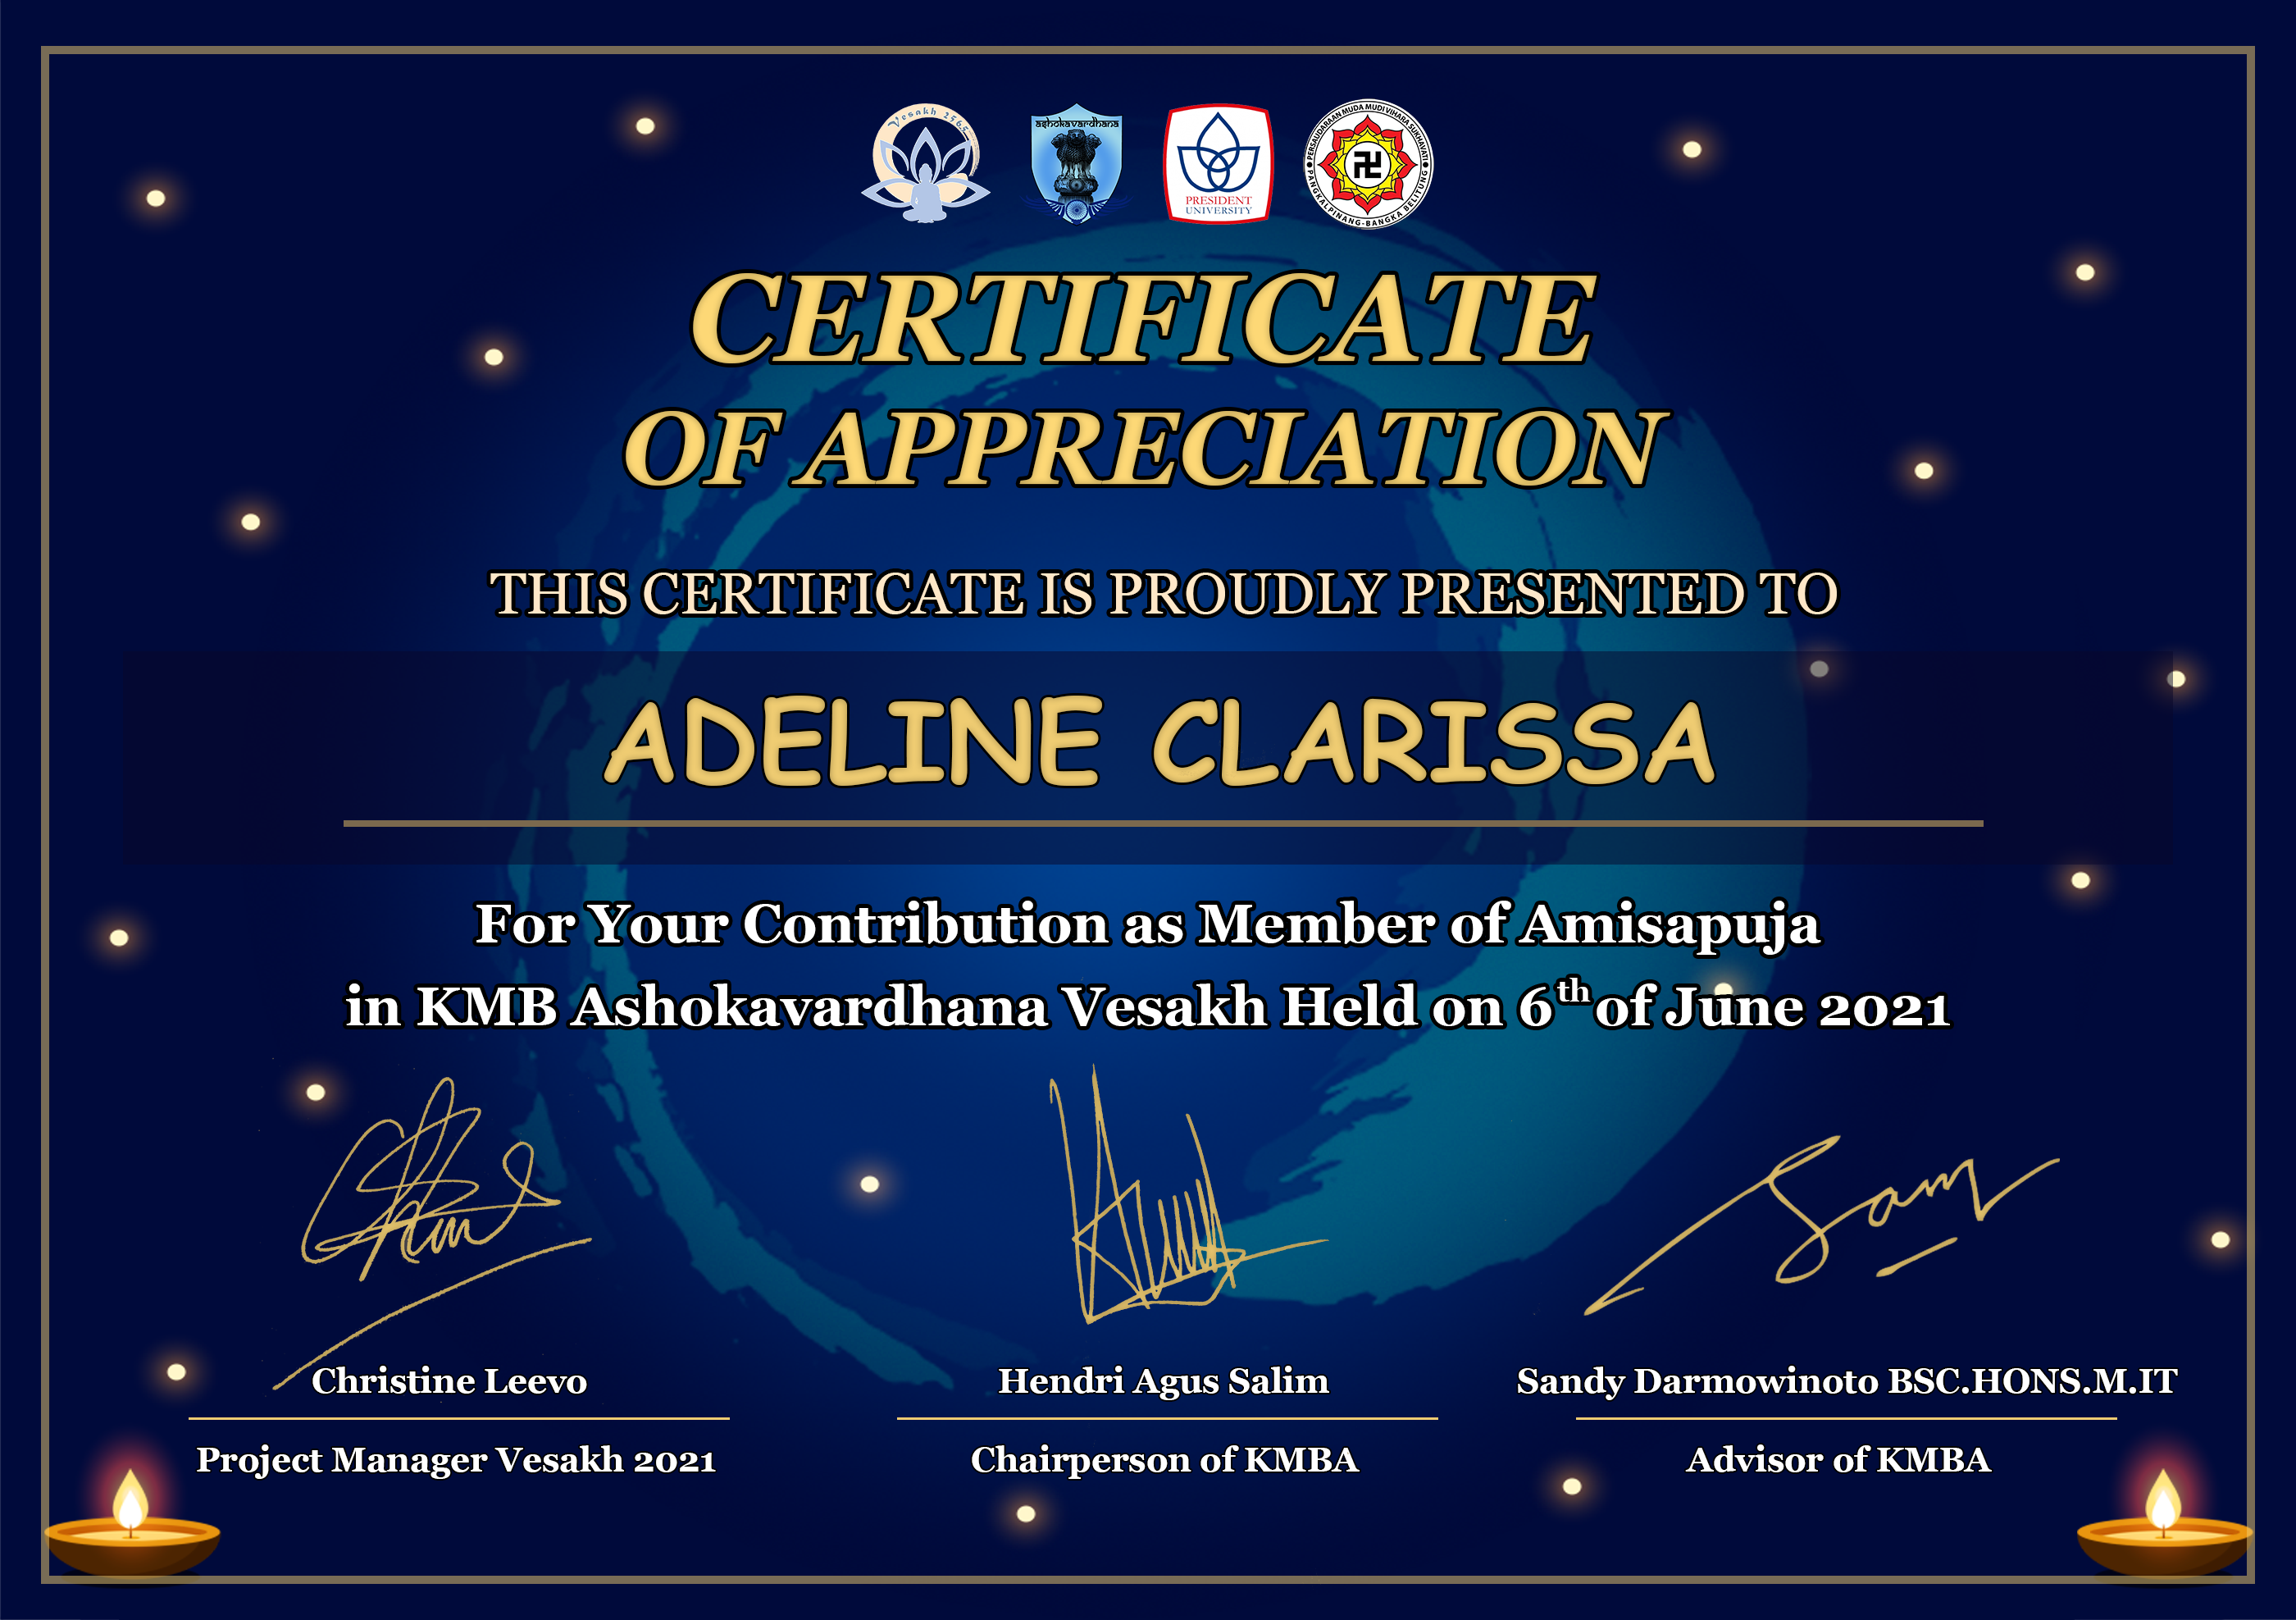 Vesakh 2565
ashokavardhana
PRESIDENT
UNIVERSITY
PERSAUDARAAN MUDA MUDI VIHARA SUKHAVATI
PANGKALPINANG-BANGKA BELITUNG
CERTIFICATE
OF APPRECIATION
THIS CERTIFICATE IS PROUDLY PRESENTED TO
ADELINE CLARISSA
For Your Contribution as Member of Amisapuja
in KMB Ashokavardhana Vesakh Held on 6th of June 2021
Christine Leevo
Hendri Agus Salim
Sandy Darmowinoto BSC.HONS.M.IT
Project Manager Vesakh 2021
Chairperson of KMBA
Advisor of KMBA